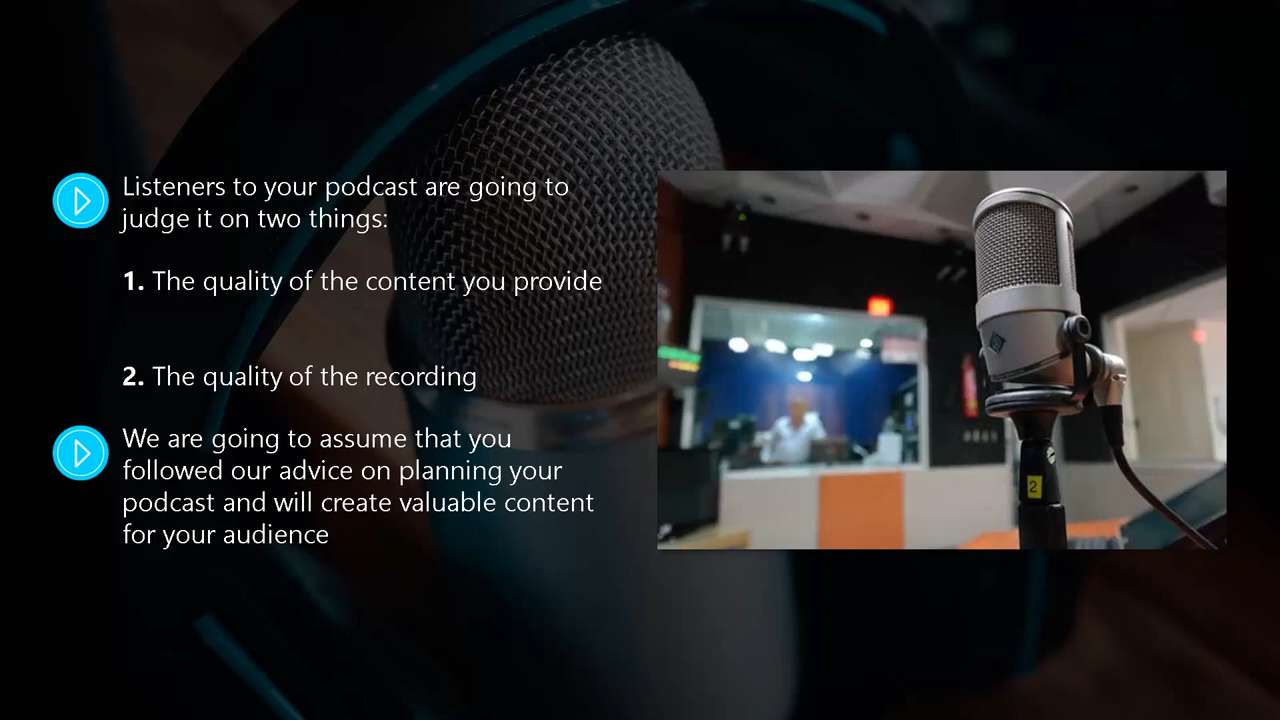 Listeners to your podcast are going to
judge it on two things:
1. The quality of the content you provide
2. The quality of the recording
We are going to assume that you
followed our advice on planning your
podcast and will create valuable content
for your audience
2